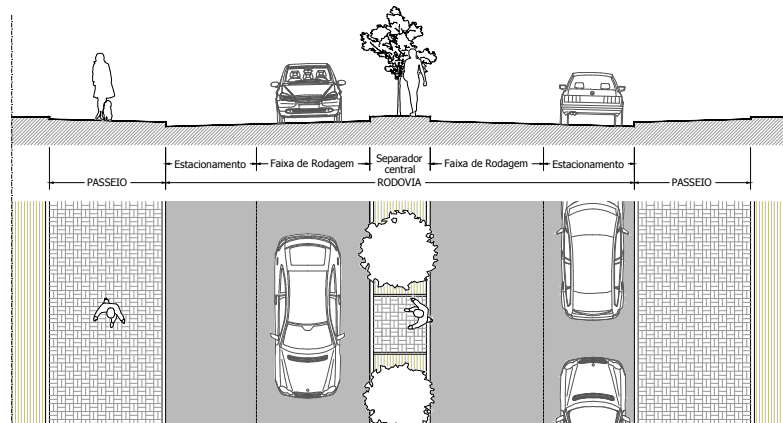 Estacionamento
Faixa de Rodagem
Separador
central
Faixa de Rodagem
Estacionamento
PASSEIO
RODOVIA
PASSEIO